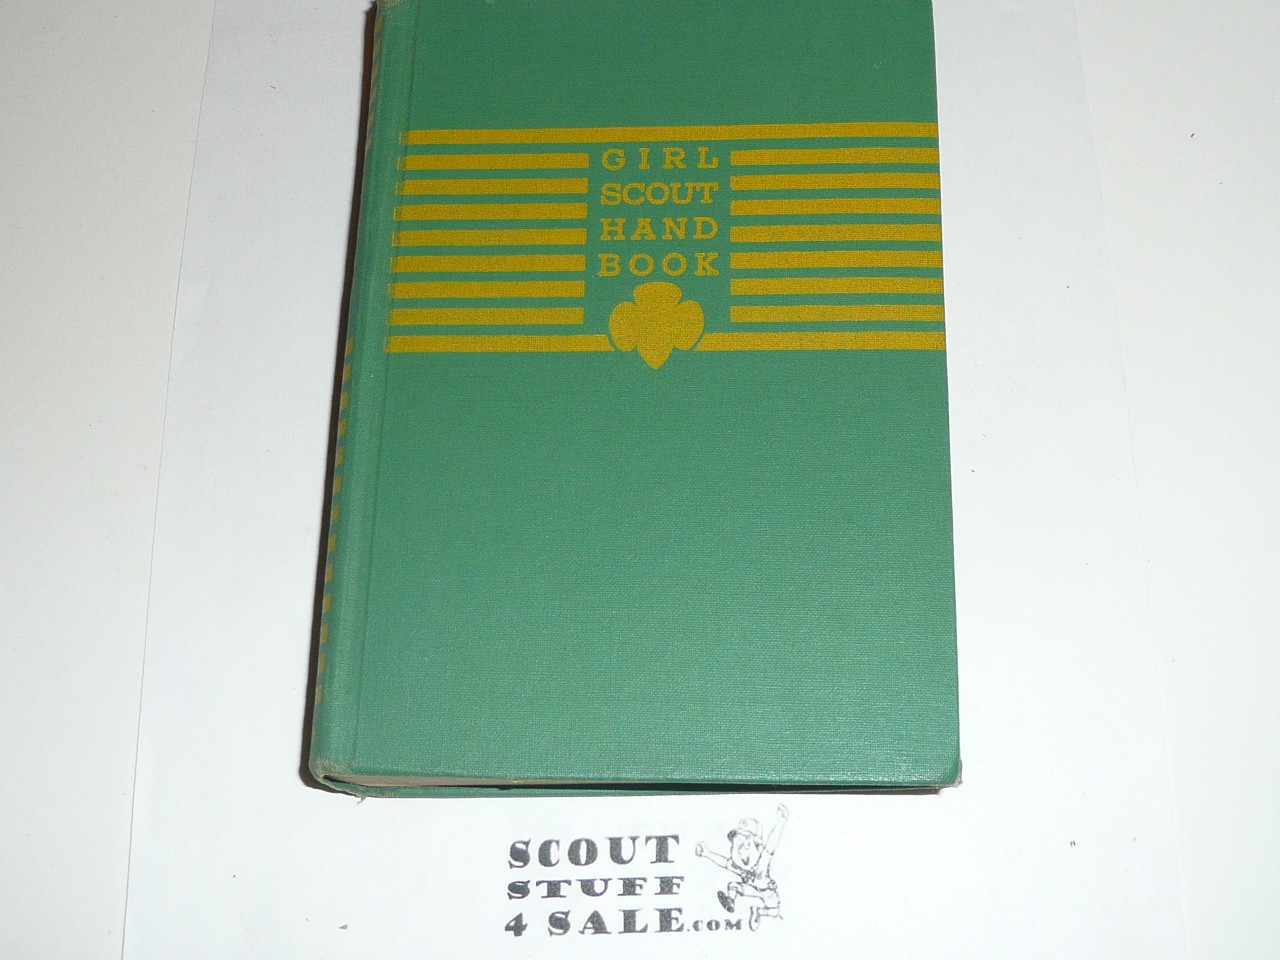 GIRL
SCOUT
HAND
BOOK
SCOUT
STUFF
4 SALE.COM